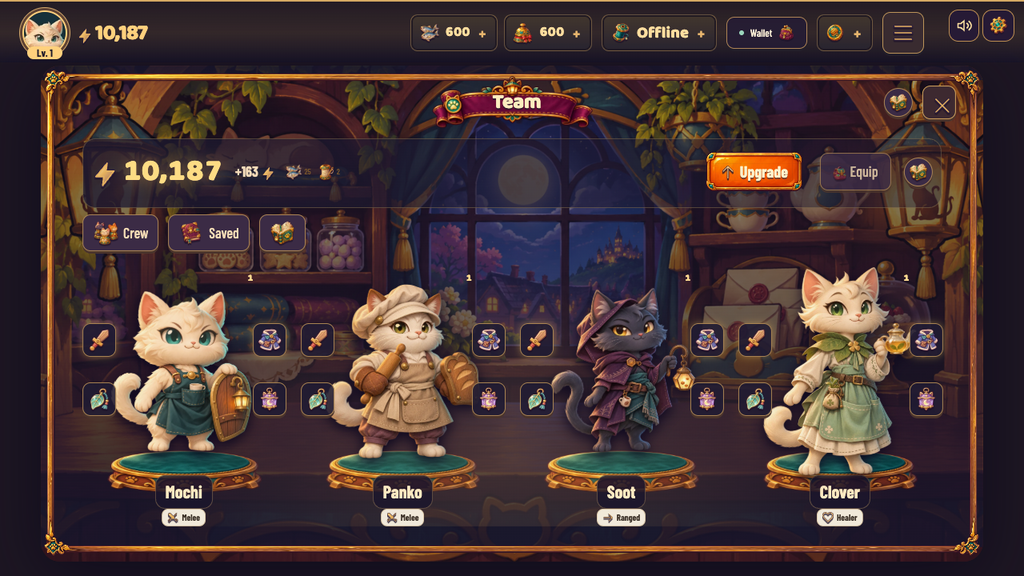 Lv. 1
10,187
600 +
600 +
Offline +
Wallet
+
Team
10,187
+163
Upgrade
Equip
Crew
Saved
1
1
1
1
Mochi
Panko
Soot
Clover
Melee
Melee
Ranged
Healer